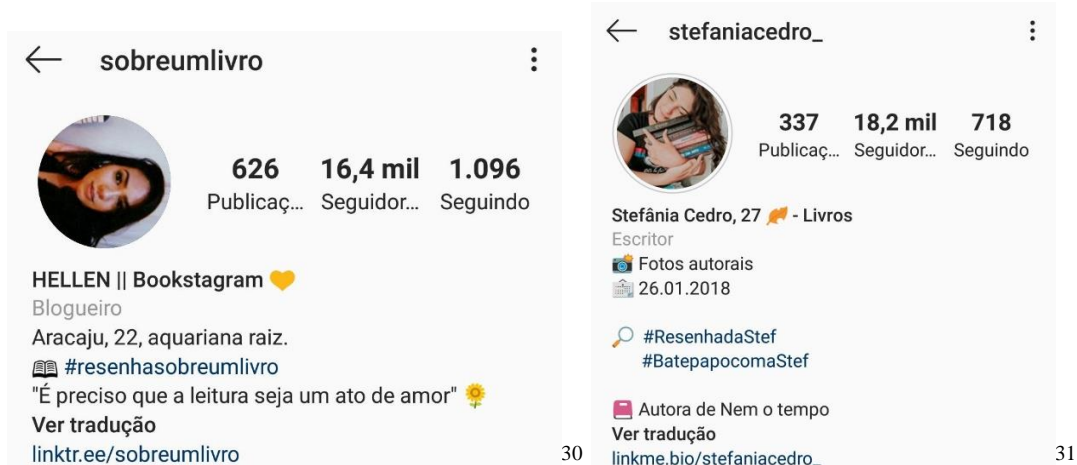 sobreumlivro
626 16,4 mil 1.096
Publicaç... Seguidor... Seguindo
HELLEN || Bookstagram 💛
Blogueiro
Aracaju, 22, aquariana raiz.
📖 #resenhasobreumlivro
"É preciso que a leitura seja um ato de amor" 🌻
Ver tradução
linktr.ee/sobreumlivro
30
stefaniacedro_
337 18,2 mil 718
Publicaç... Seguidor... Seguindo
Stefânia Cedro, 27 🍂 - Livros
Escritor
📸 Fotos autorais
📆 26.01.2018
🔎 #ResenhadaStef
#BatepapocomaStef
📕 Autora de Nem o tempo
Ver tradução
linkme.bio/stefaniacedro_
31